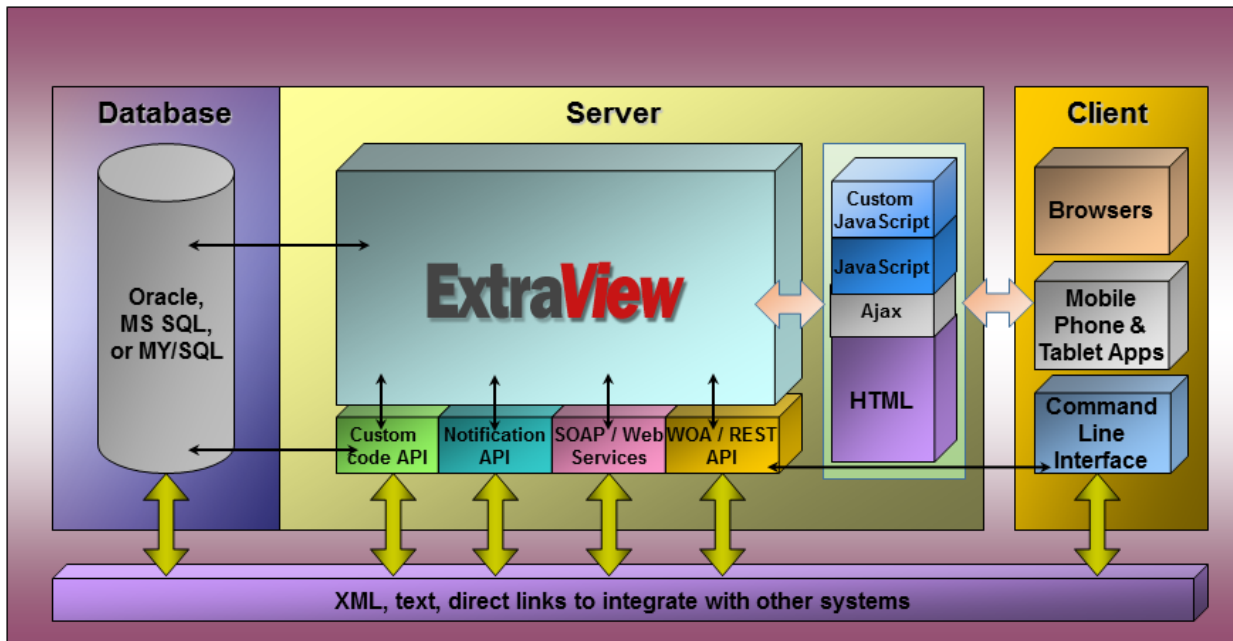 Database
Server
Client
Oracle,
MS SQL,
or MY/SQL
ExtraView
Custom
JavaScript
JavaScript
Ajax
HTML
Browsers
Mobile
Phone &
Tablet Apps
Command
Line
Interface
Custom
code API
Notification
API
SOAP / Web
Services
WOA / REST
API
XML, text, direct links to integrate with other systems